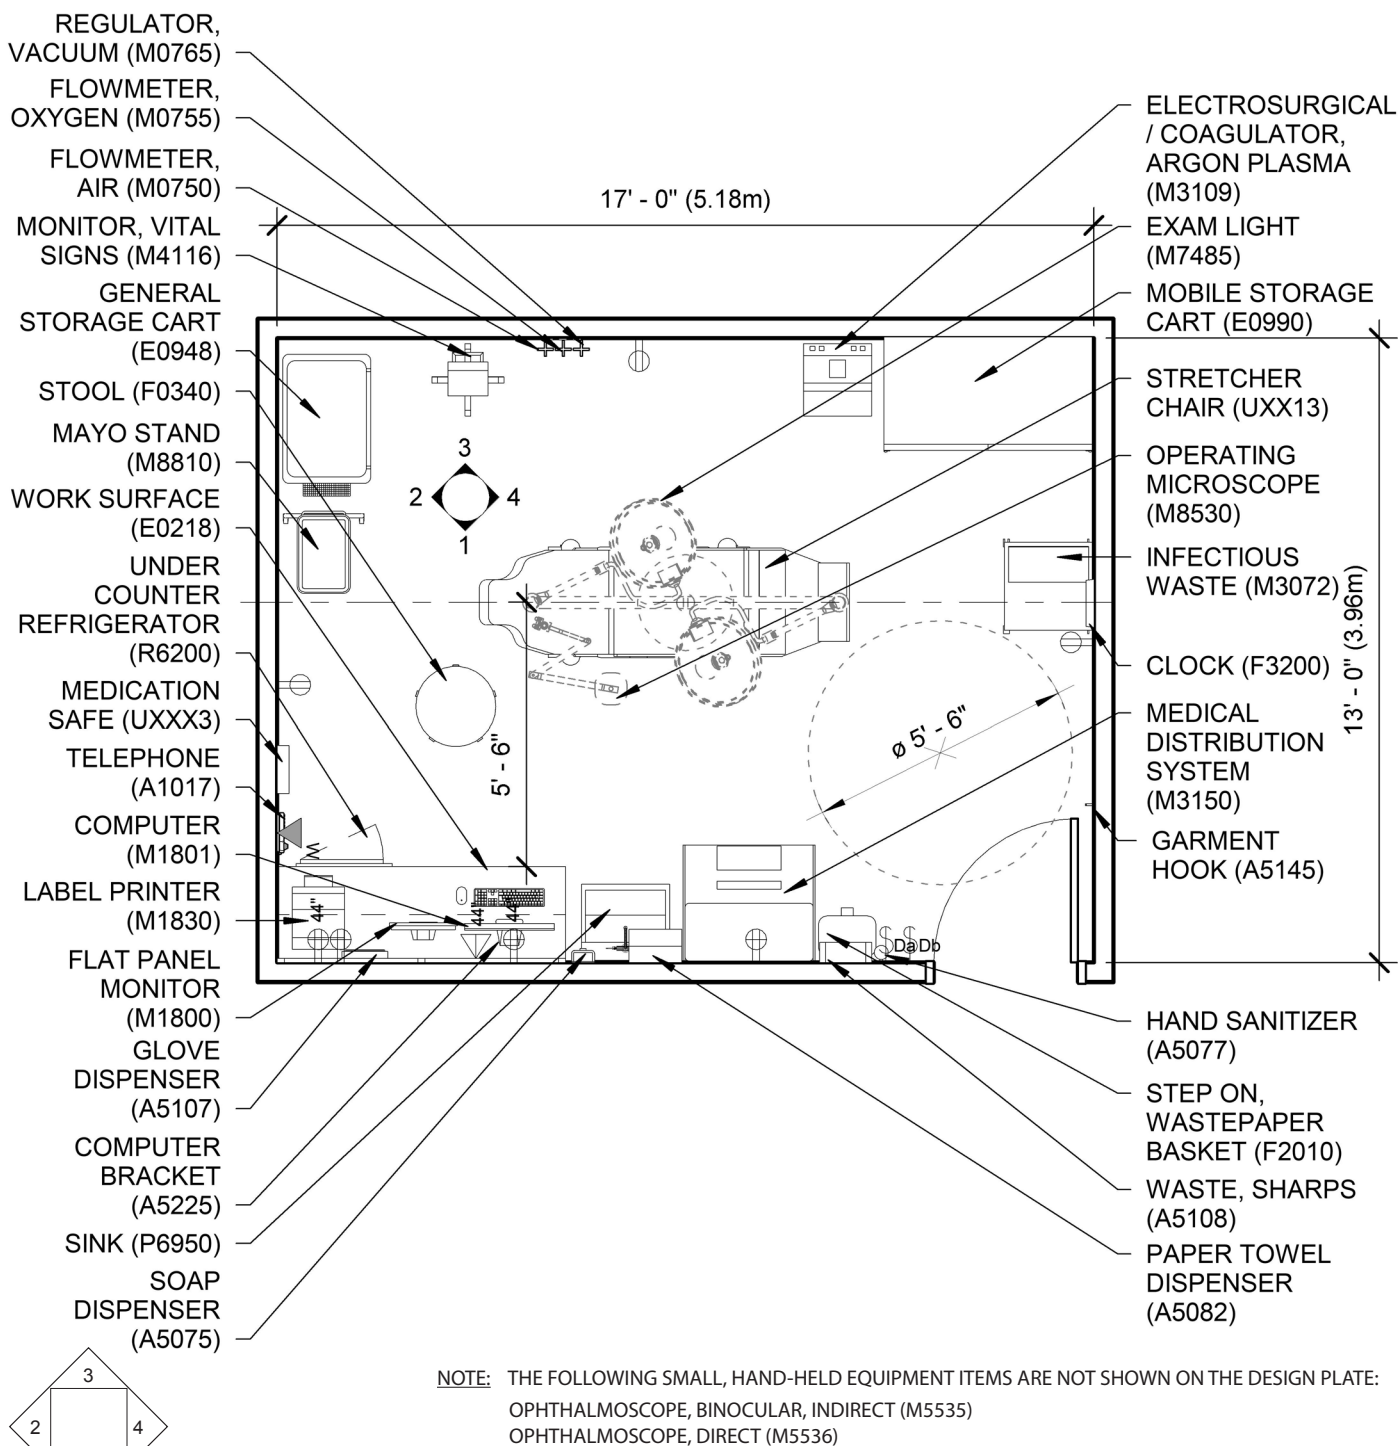 REGULATOR,
VACUUM (M0765)
FLOWMETER,
OXYGEN (M0755)
FLOWMETER,
AIR (M0750)
MONITOR, VITAL
SIGNS (M4116)
GENERAL
STORAGE CART
(E0948)
STOOL (F0340)
MAYO STAND
(M8810)
WORK SURFACE
(E0218)
UNDER
COUNTER
REFRIGERATOR
(R6200)
MEDICATION
SAFE (UXXX3)
TELEPHONE
(A1017)
COMPUTER
(M1801)
LABEL PRINTER
(M1830)
FLAT PANEL
MONITOR
(M1800)
GLOVE
DISPENSER
(A5107)
COMPUTER
BRACKET
(A5225)
SINK (P6950)
SOAP
DISPENSER
(A5075)
17' - 0" (5.18m)
3
2
4
1
5' - 6"
ø 5' - 6"
44"
44"
44"
DaDb
13' - 0" (3.96m)
ELECTROSURGICAL
/ COAGULATOR,
ARGON PLASMA
(M3109)
EXAM LIGHT
(M7485)
MOBILE STORAGE
CART (E0990)
STRETCHER
CHAIR (UXX13)
OPERATING
MICROSCOPE
(M8530)
INFECTIOUS
WASTE (M3072)
CLOCK (F3200)
MEDICAL
DISTRIBUTION
SYSTEM
(M3150)
GARMENT
HOOK (A5145)
HAND SANITIZER
(A5077)
STEP ON,
WASTEPAPER
BASKET (F2010)
WASTE, SHARPS
(A5108)
PAPER TOWEL
DISPENSER
(A5082)
3
2
4
NOTE: THE FOLLOWING SMALL, HAND-HELD EQUIPMENT ITEMS ARE NOT SHOWN ON THE DESIGN PLATE:
OPHTHALMOSCOPE, BINOCULAR, INDIRECT (M5535)
OPHTHALMOSCOPE, DIRECT (M5536)